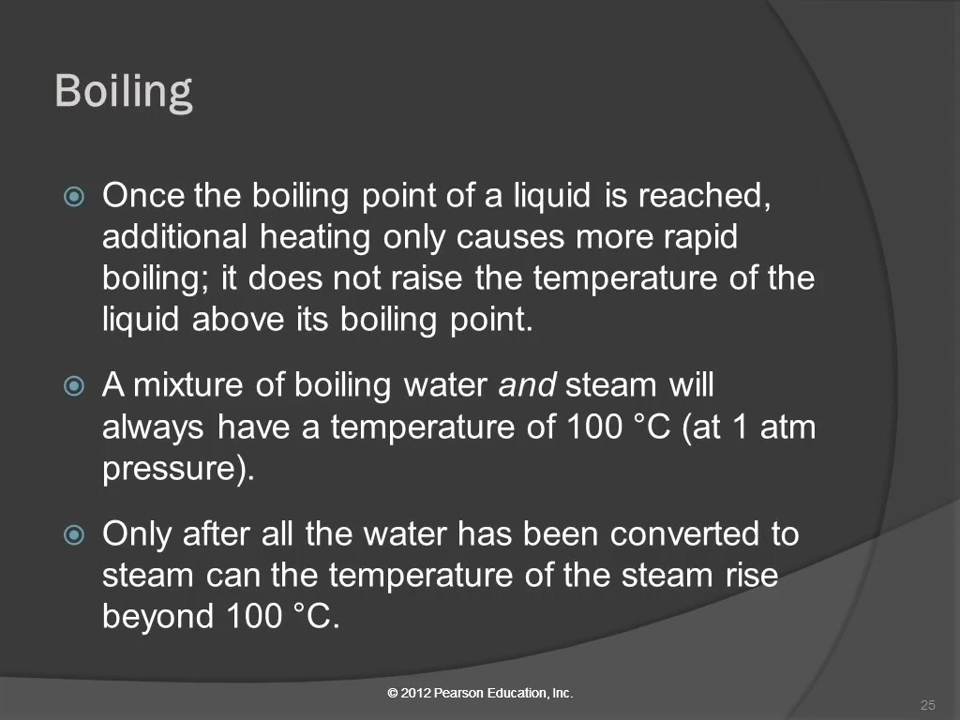 Boiling
Once the boiling point of a liquid is reached,
additional heating only causes more rapid
boiling; it does not raise the temperature of the
liquid above its boiling point.
A mixture of boiling water and steam will
always have a temperature of 100 °C (at 1 atm
pressure).
Only after all the water has been converted to
steam can the temperature of the steam rise
beyond 100 °C.
© 2012 Pearson Education, Inc.
25